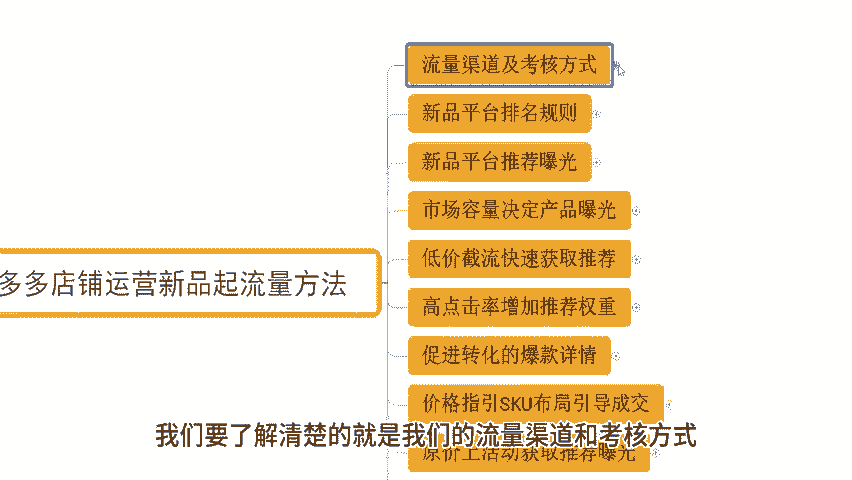 流量渠道及考核方式
新品平台排名规则
新品平台推荐曝光
市场容量决定产品曝光
低价截流快速获取推荐
多多店铺运营新品起流量方法
高点击率增加推荐权重
促进转化的爆款详情
价格指引SKU布局引导成交
我们要了解清楚的就是我们的流量渠道和考核方式
原价上活动获取推荐曝光